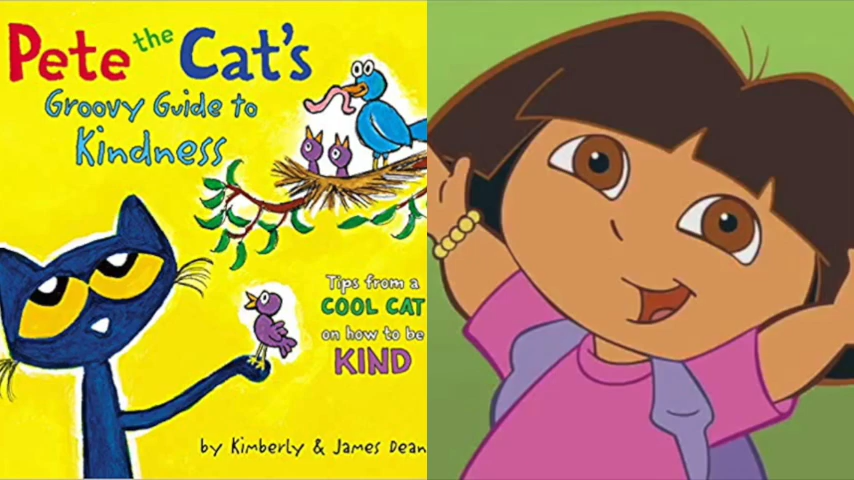 Pete the Cat's
Groovy Guide to
Kindness
Tips from a
COOL CAT
on how to be
KIND
by Kimberly & James Dean